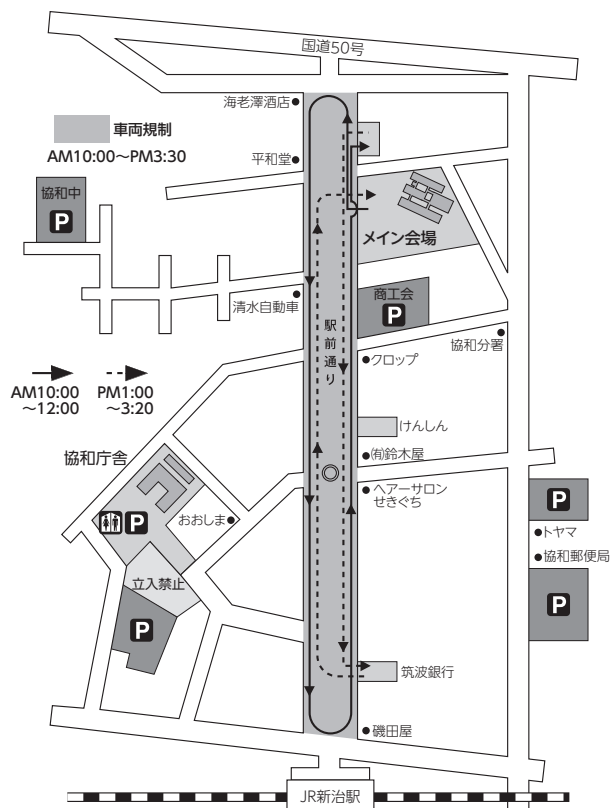 国道50号
海老澤酒店
車両規制
AM10:00～PM3:30
平和堂
協和中
P
メイン会場
商工会
P
清水自動車
駅前通り
協和分署
クロップ
AM10:00
～12:00
PM1:00
～3:20
けんしん
協和庁舎
㈲鈴木屋
ヘアーサロン
せきぐち
P
おおしま
P
トヤマ
協和郵便局
立入禁止
P
P
筑波銀行
磯田屋
JR新治駅